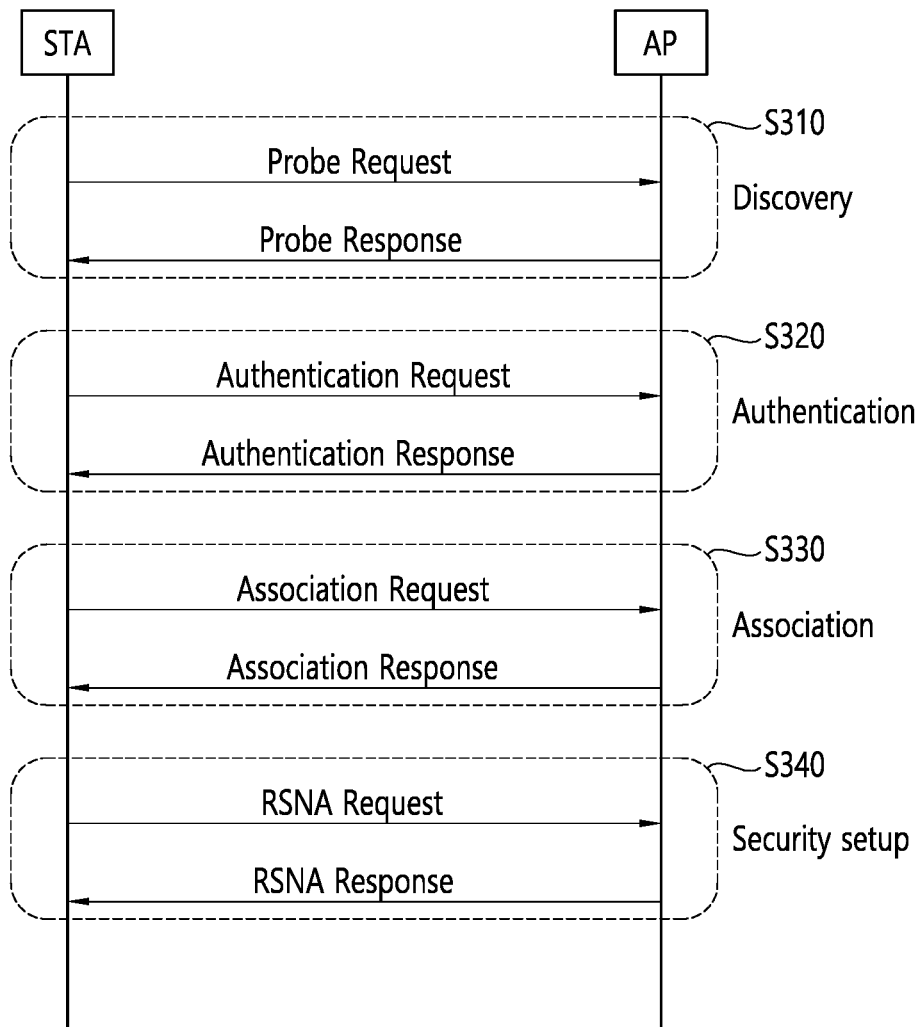 STA
AP
S310
Probe Request
Discovery
Probe Response
S320
Authentication Request
Authentication
Authentication Response
S330
Association Request
Association
Association Response
S340
RSNA Request
Security setup
RSNA Response